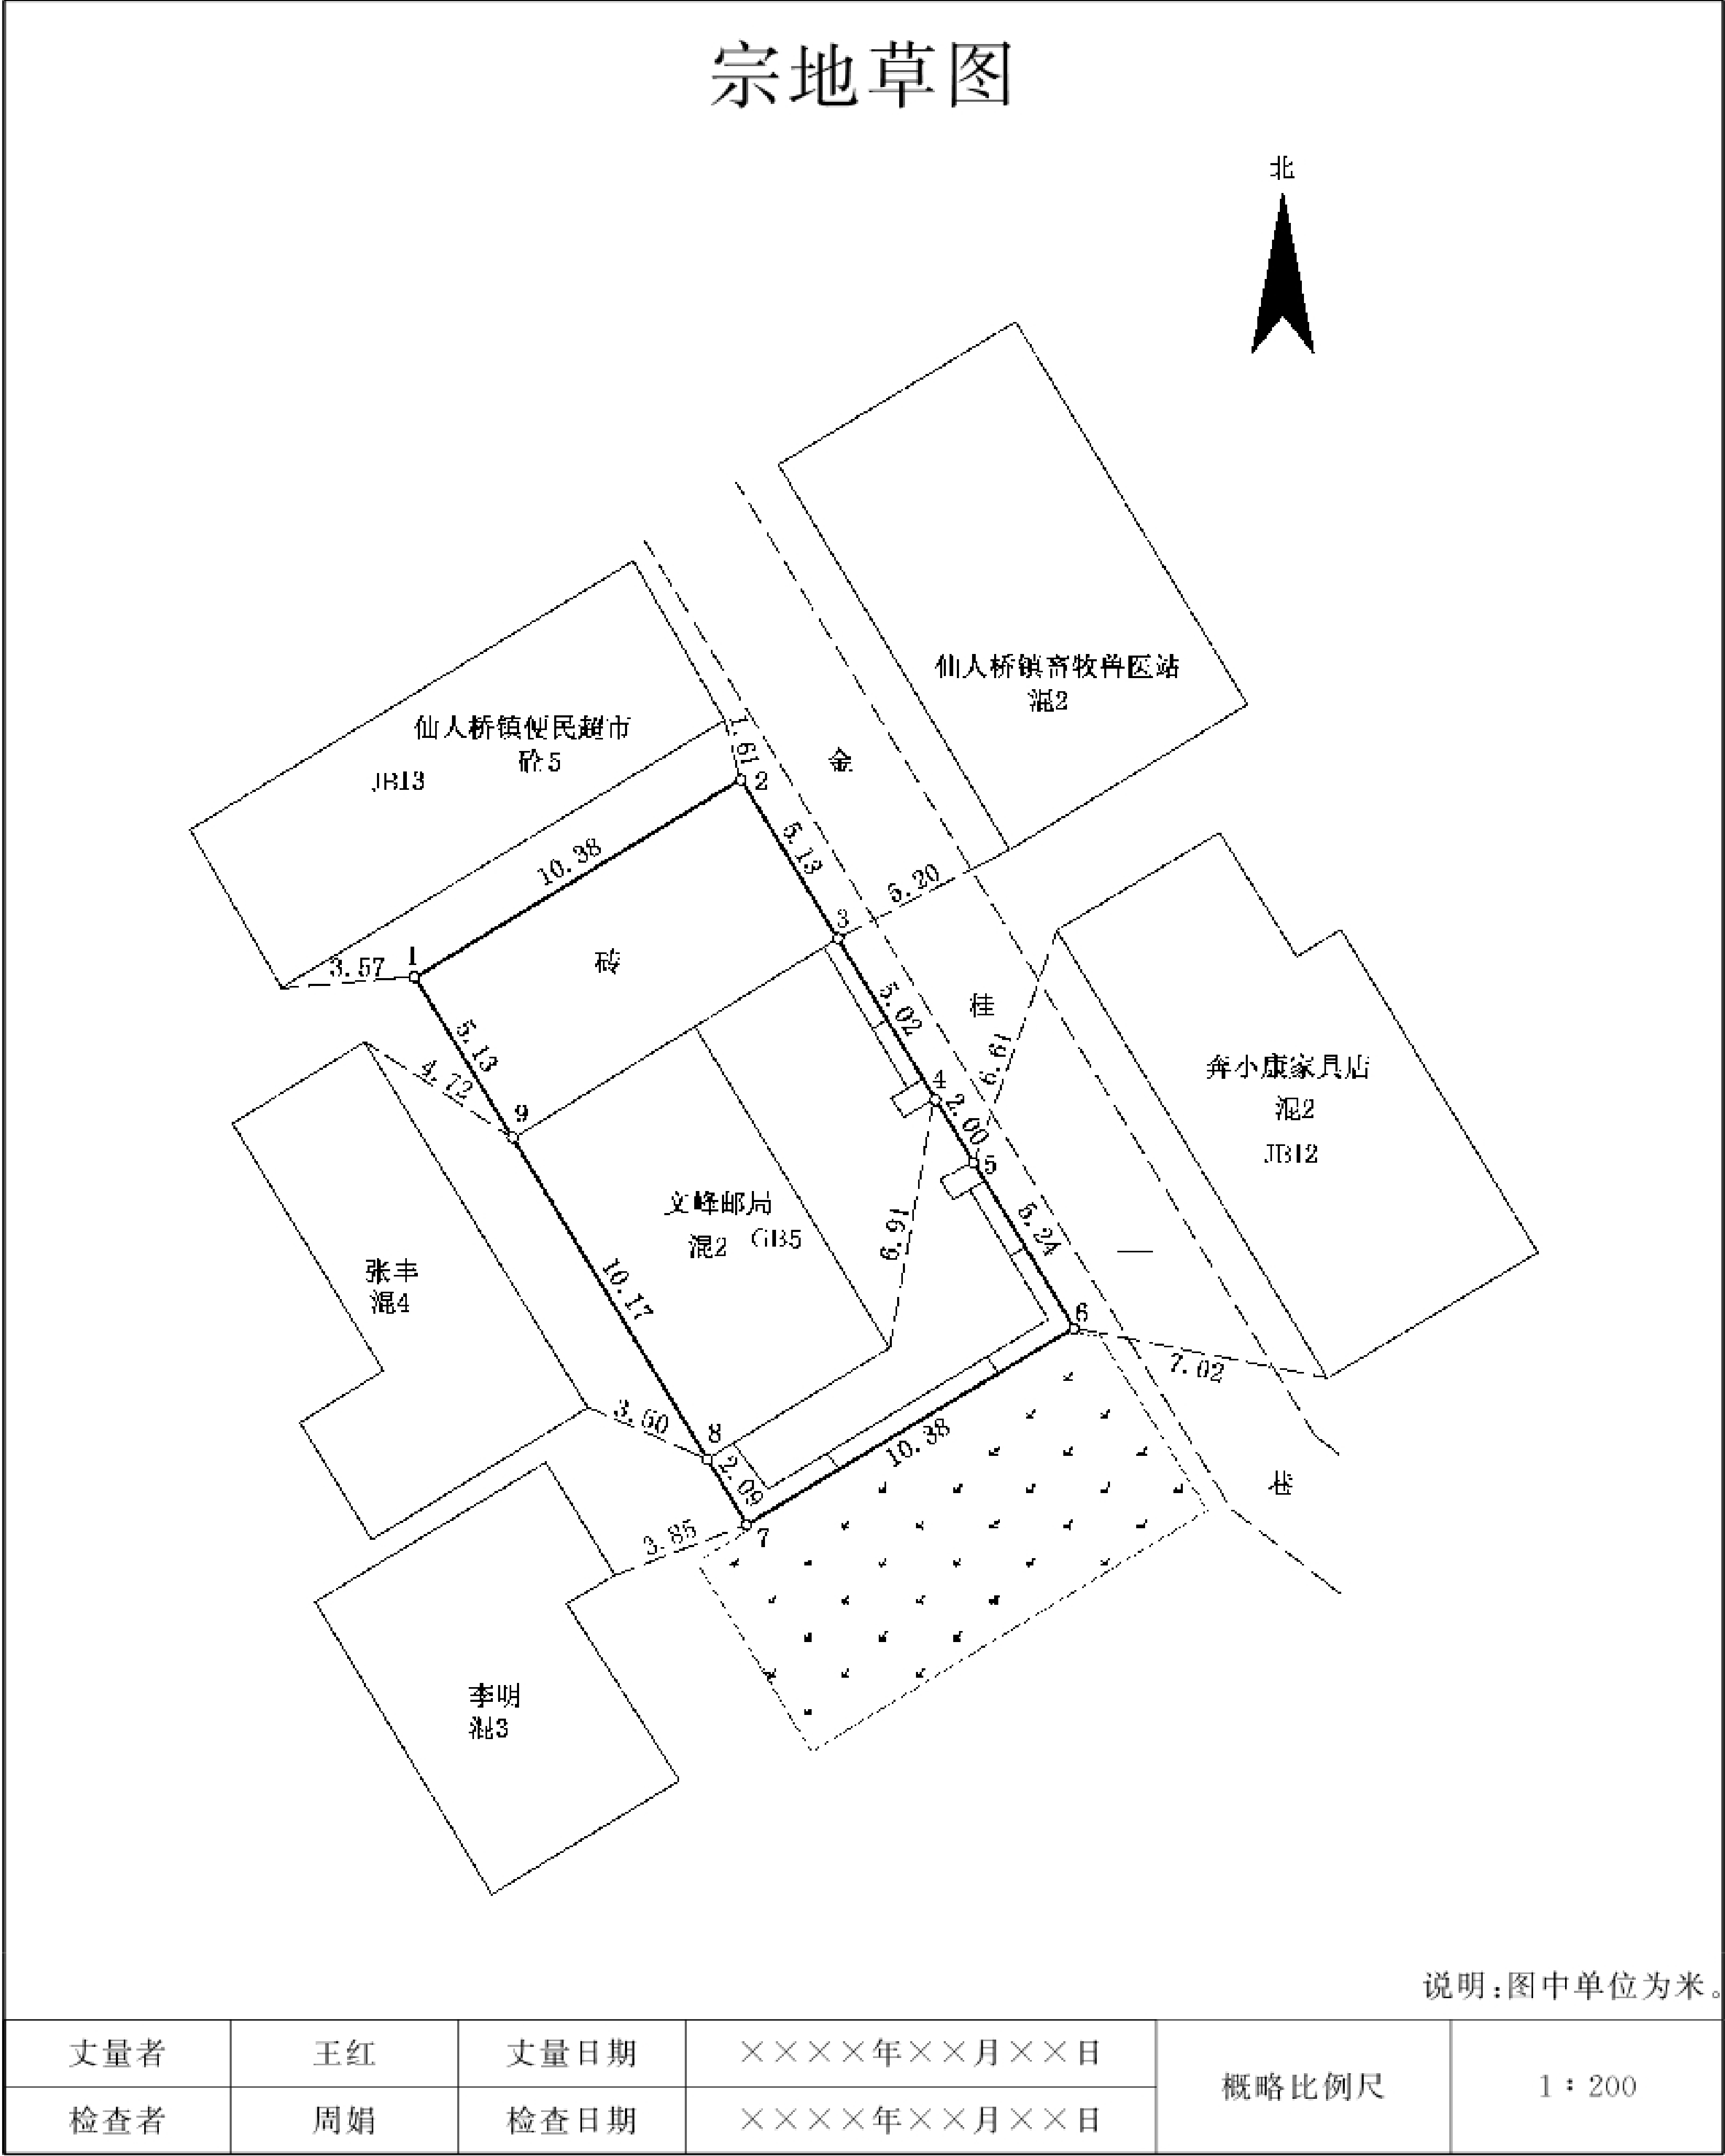 宗地草图
北
仙人桥镇畜牧兽医站
混2
仙人桥镇便民超市
砼5
JB13
1.61
金
2
5.13
10.38
5.20
3
1
3.57
砖
5.02
桂
5.13
4.72
9
4
2.00
6.61
5
奔小康家具店
混2
JB12
文峰邮局
混2 GB5
6.91
5.24
一
张丰
混4
10.17
6
7.02
3.50
8
10.38
2.09
巷
3.85
7
李明
混3
说明:图中单位为米。
丈量者 王红 丈量日期 ××××年××月××日
概略比例尺 1:200
检查者 周娟 检查日期 ××××年××月××日